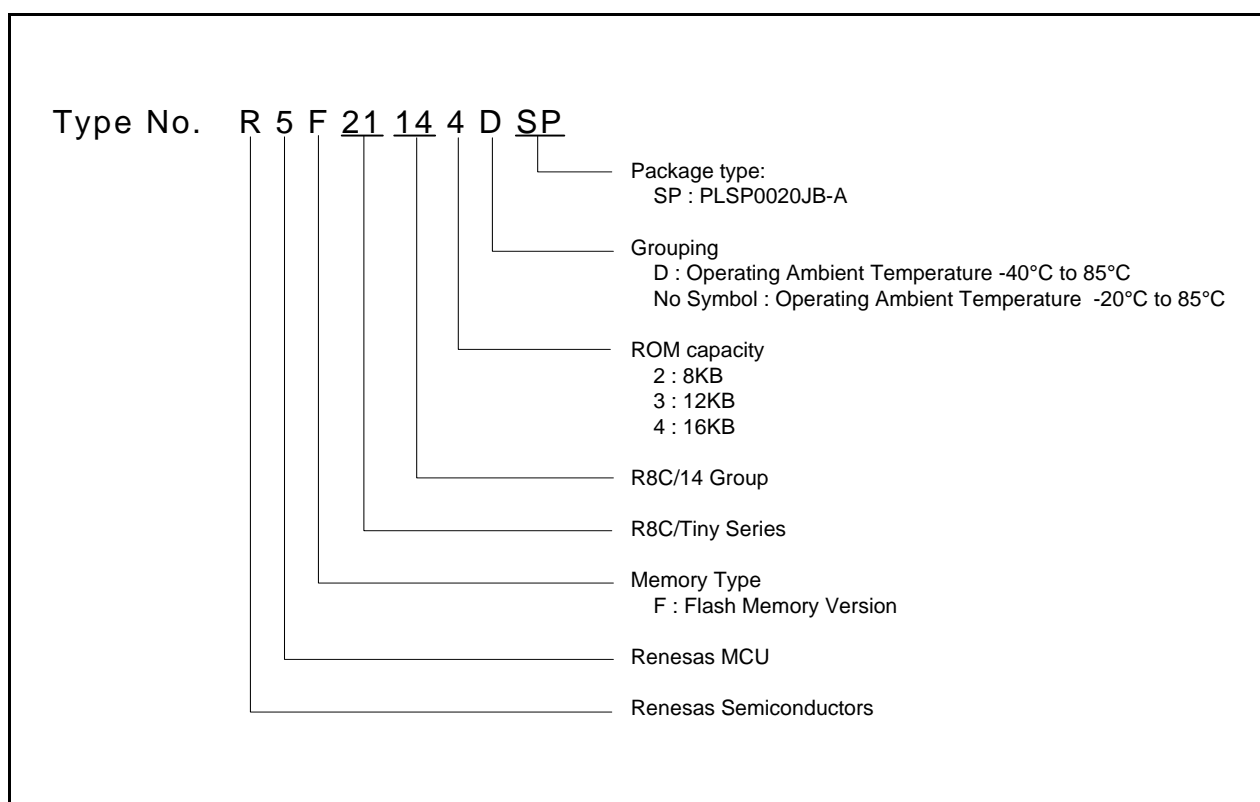 Type No. R 5 F 21 14 4 D SP
Package type:
SP : PLSP0020JB-A
Grouping
D : Operating Ambient Temperature -40°C to 85°C
No Symbol : Operating Ambient Temperature -20°C to 85°C
ROM capacity
2 : 8KB
3 : 12KB
4 : 16KB
R8C/14 Group
R8C/Tiny Series
Memory Type
F : Flash Memory Version
Renesas MCU
Renesas Semiconductors